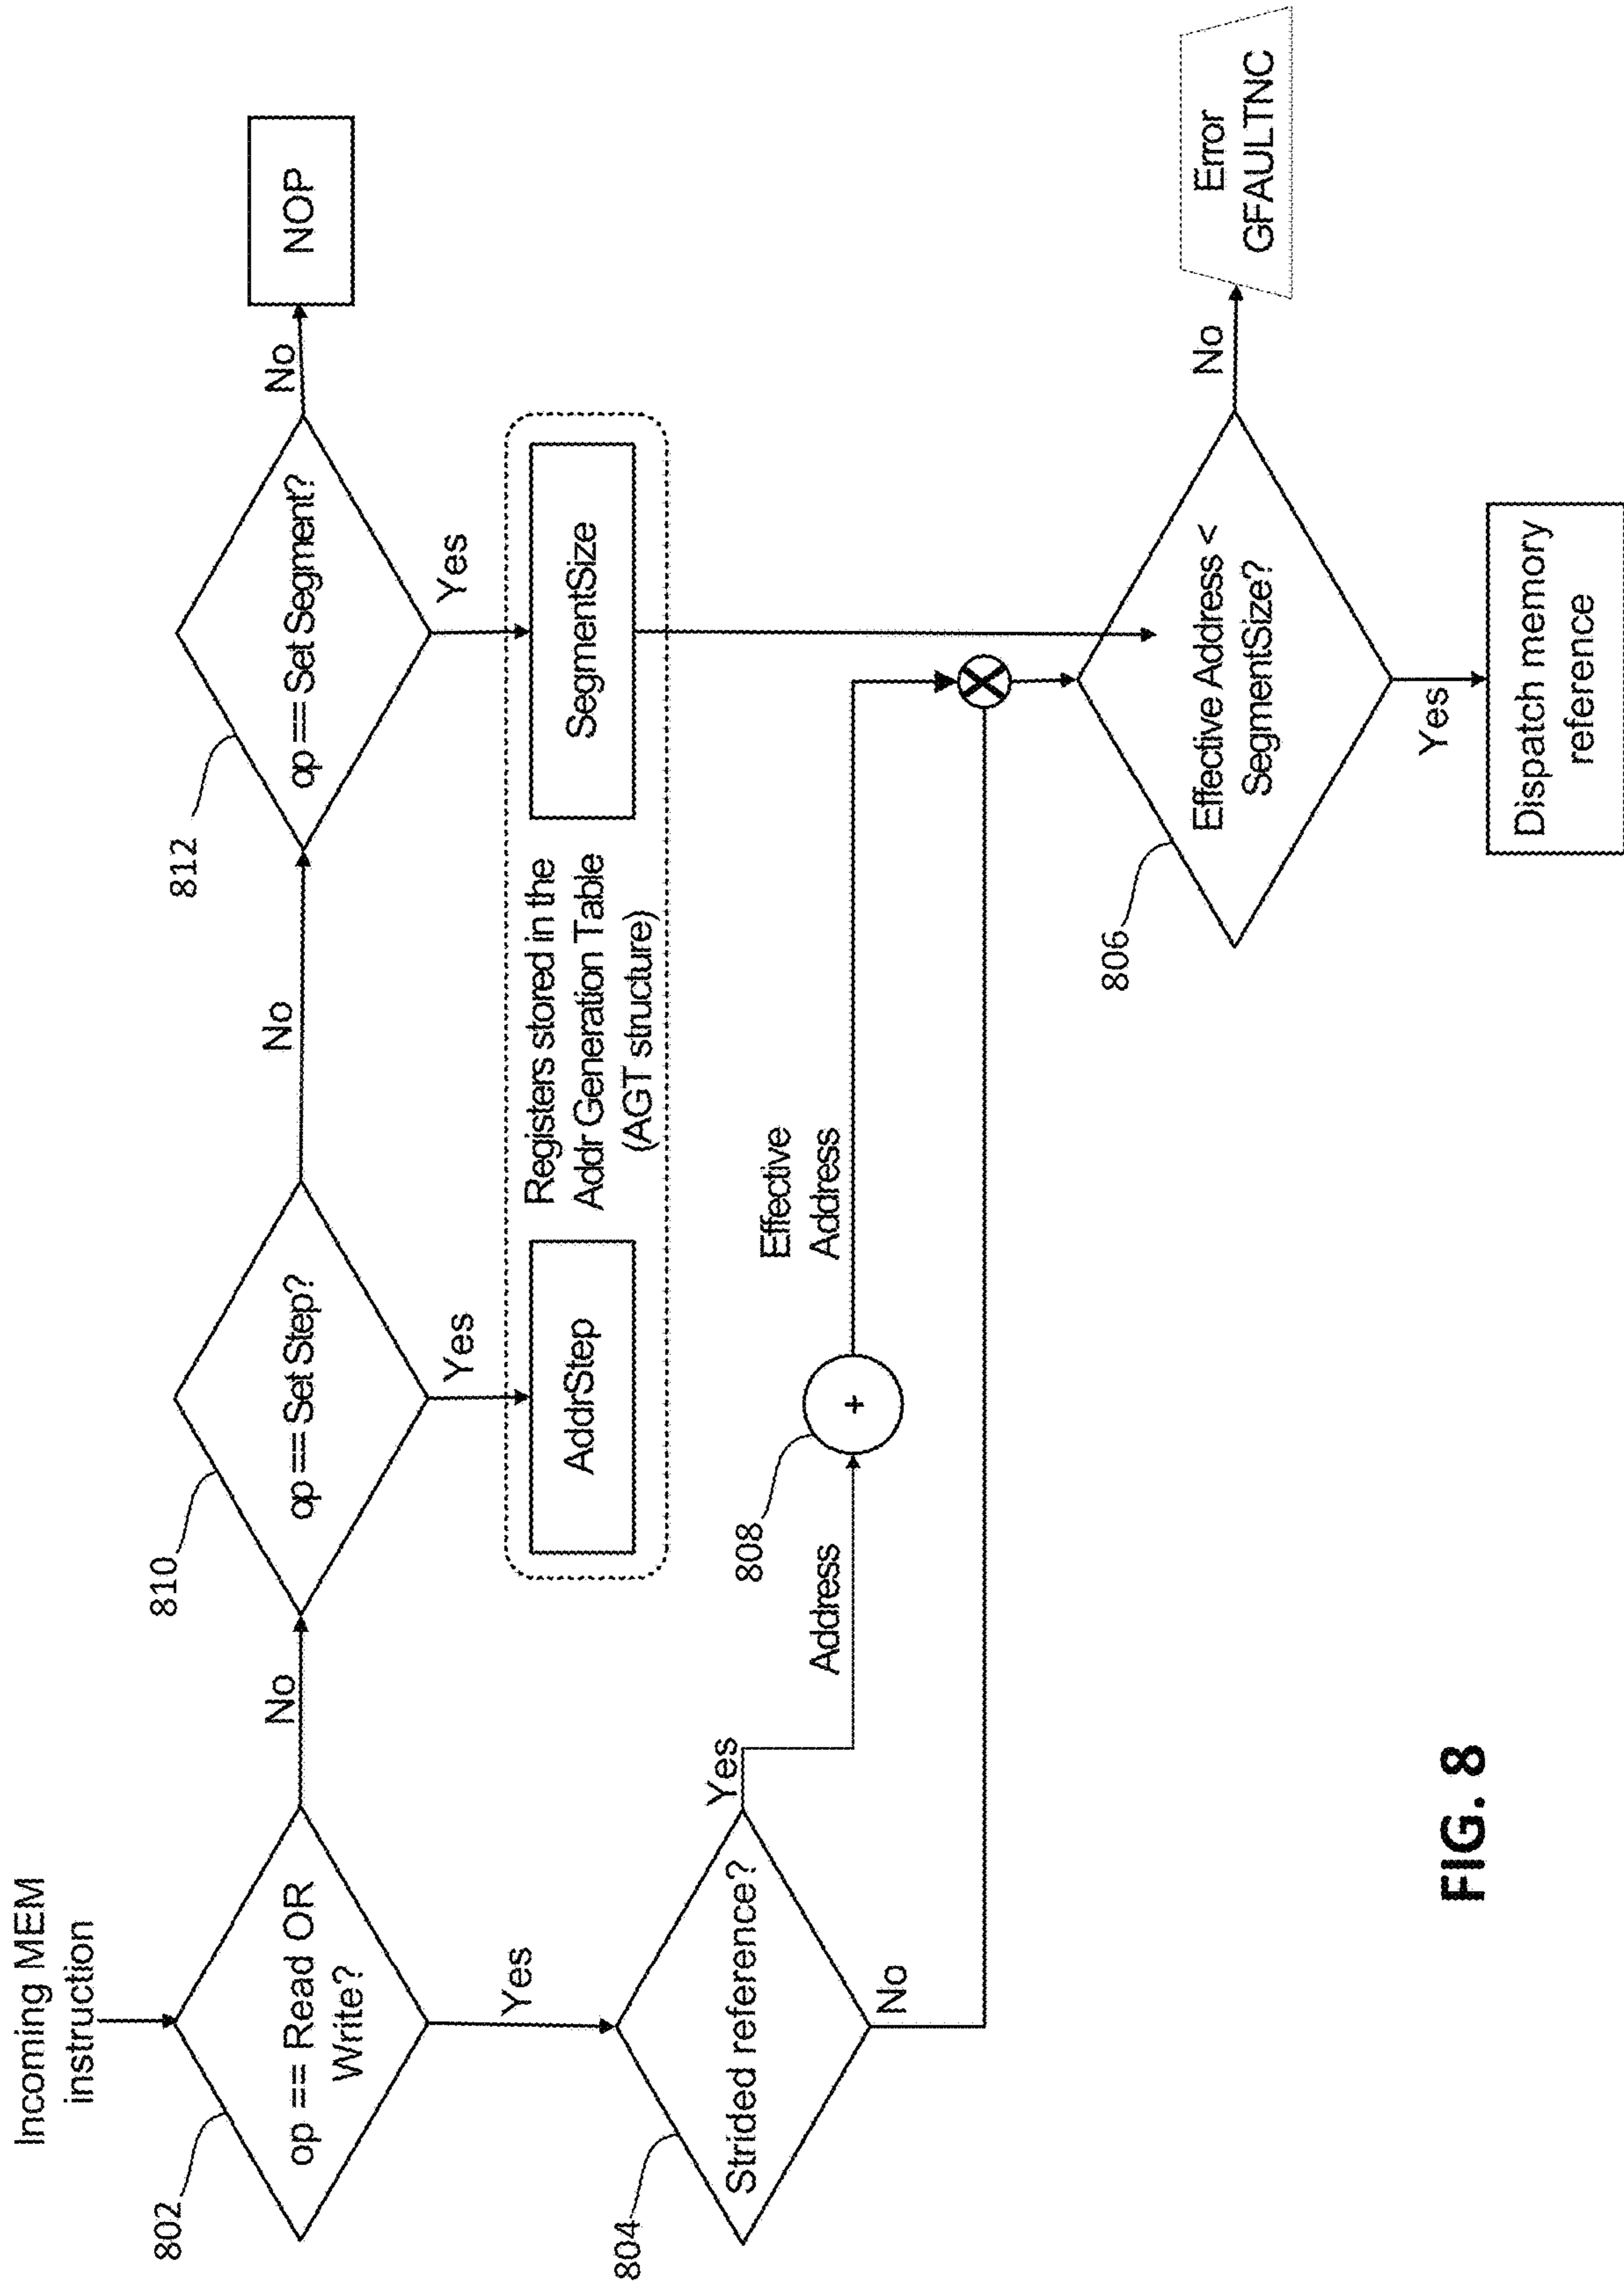 Incoming MEM
instruction
802
op == Read OR
Write?
No
810
op == Set Step?
No
812
op == Set Segment?
No
NOP
Yes
Yes
Yes
AddrStep
Registers stored in the
Addr Generation Table
(AGT structure)
SegmentSize
804
Strided reference?
Yes
No
Address
808
+
Effective
Address
806
Effective Address <
SegmentSize?
No
Error
GFAULTNC
Yes
Dispatch memory
reference
FIG. 8